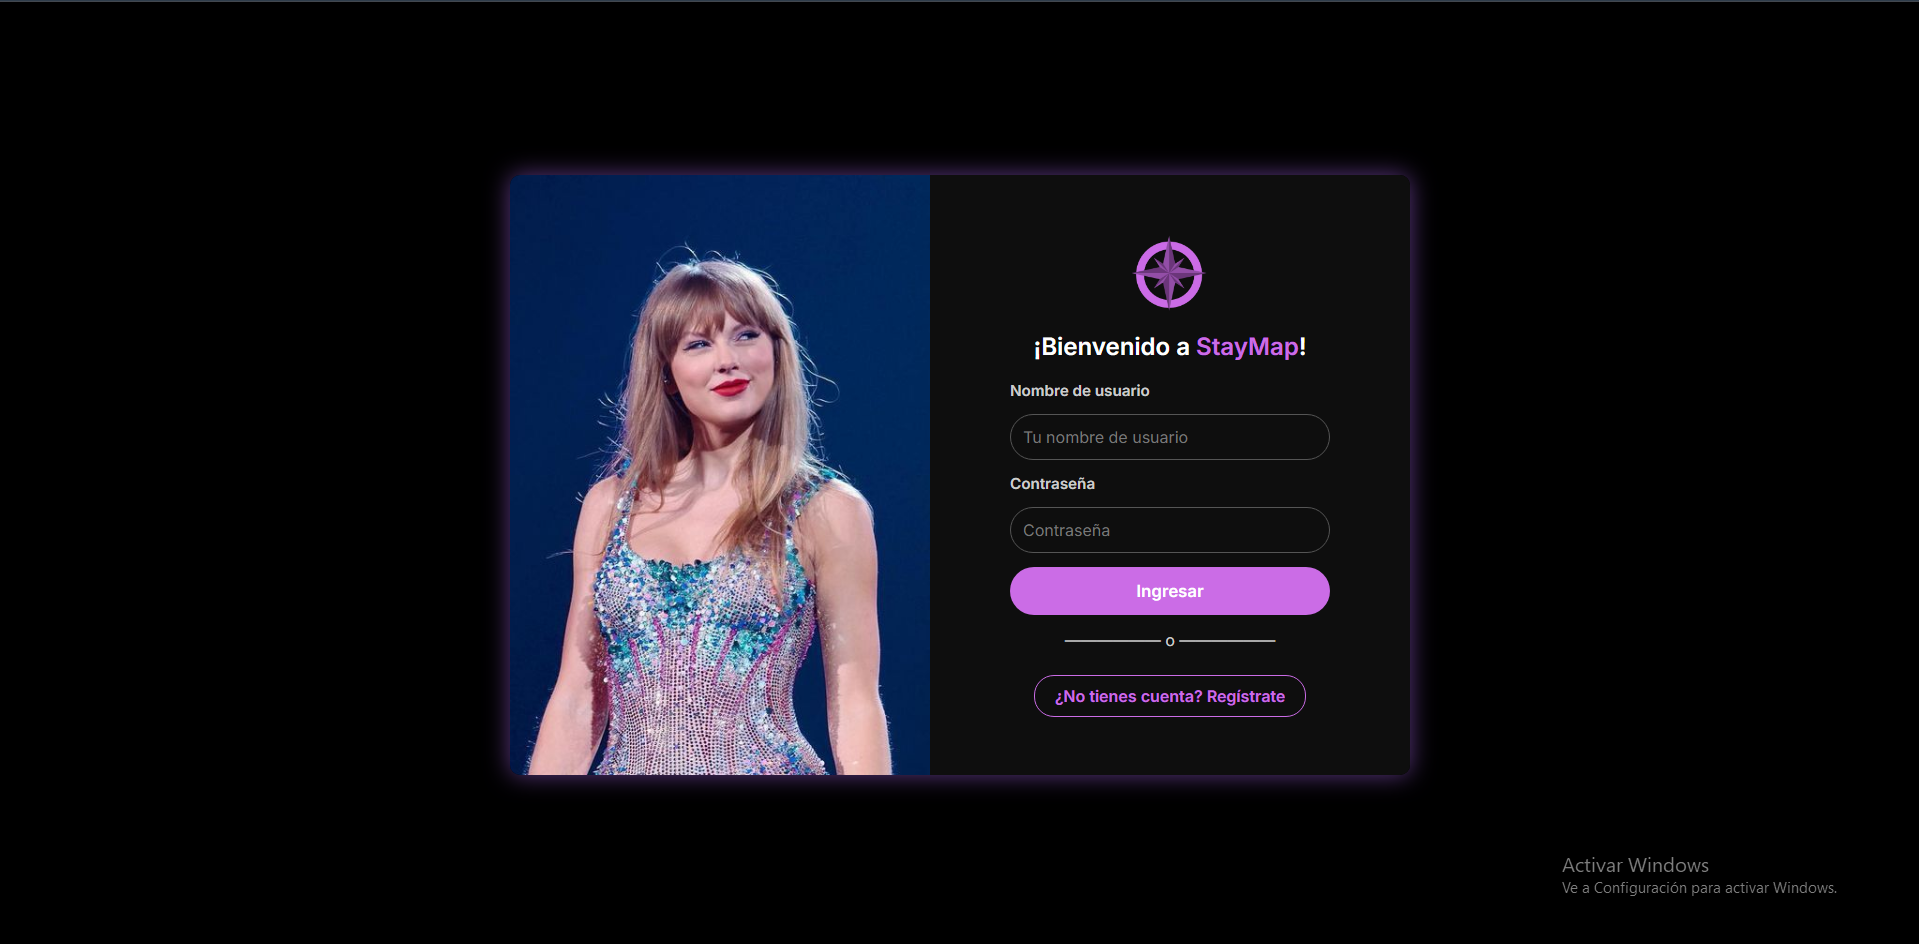 ¡Bienvenido a StayMap!
Nombre de usuario
Tu nombre de usuario
Contraseña
Contraseña
Ingresar
o
¿No tienes cuenta? Regístrate
Activar Windows
Ve a Configuración para activar Windows.